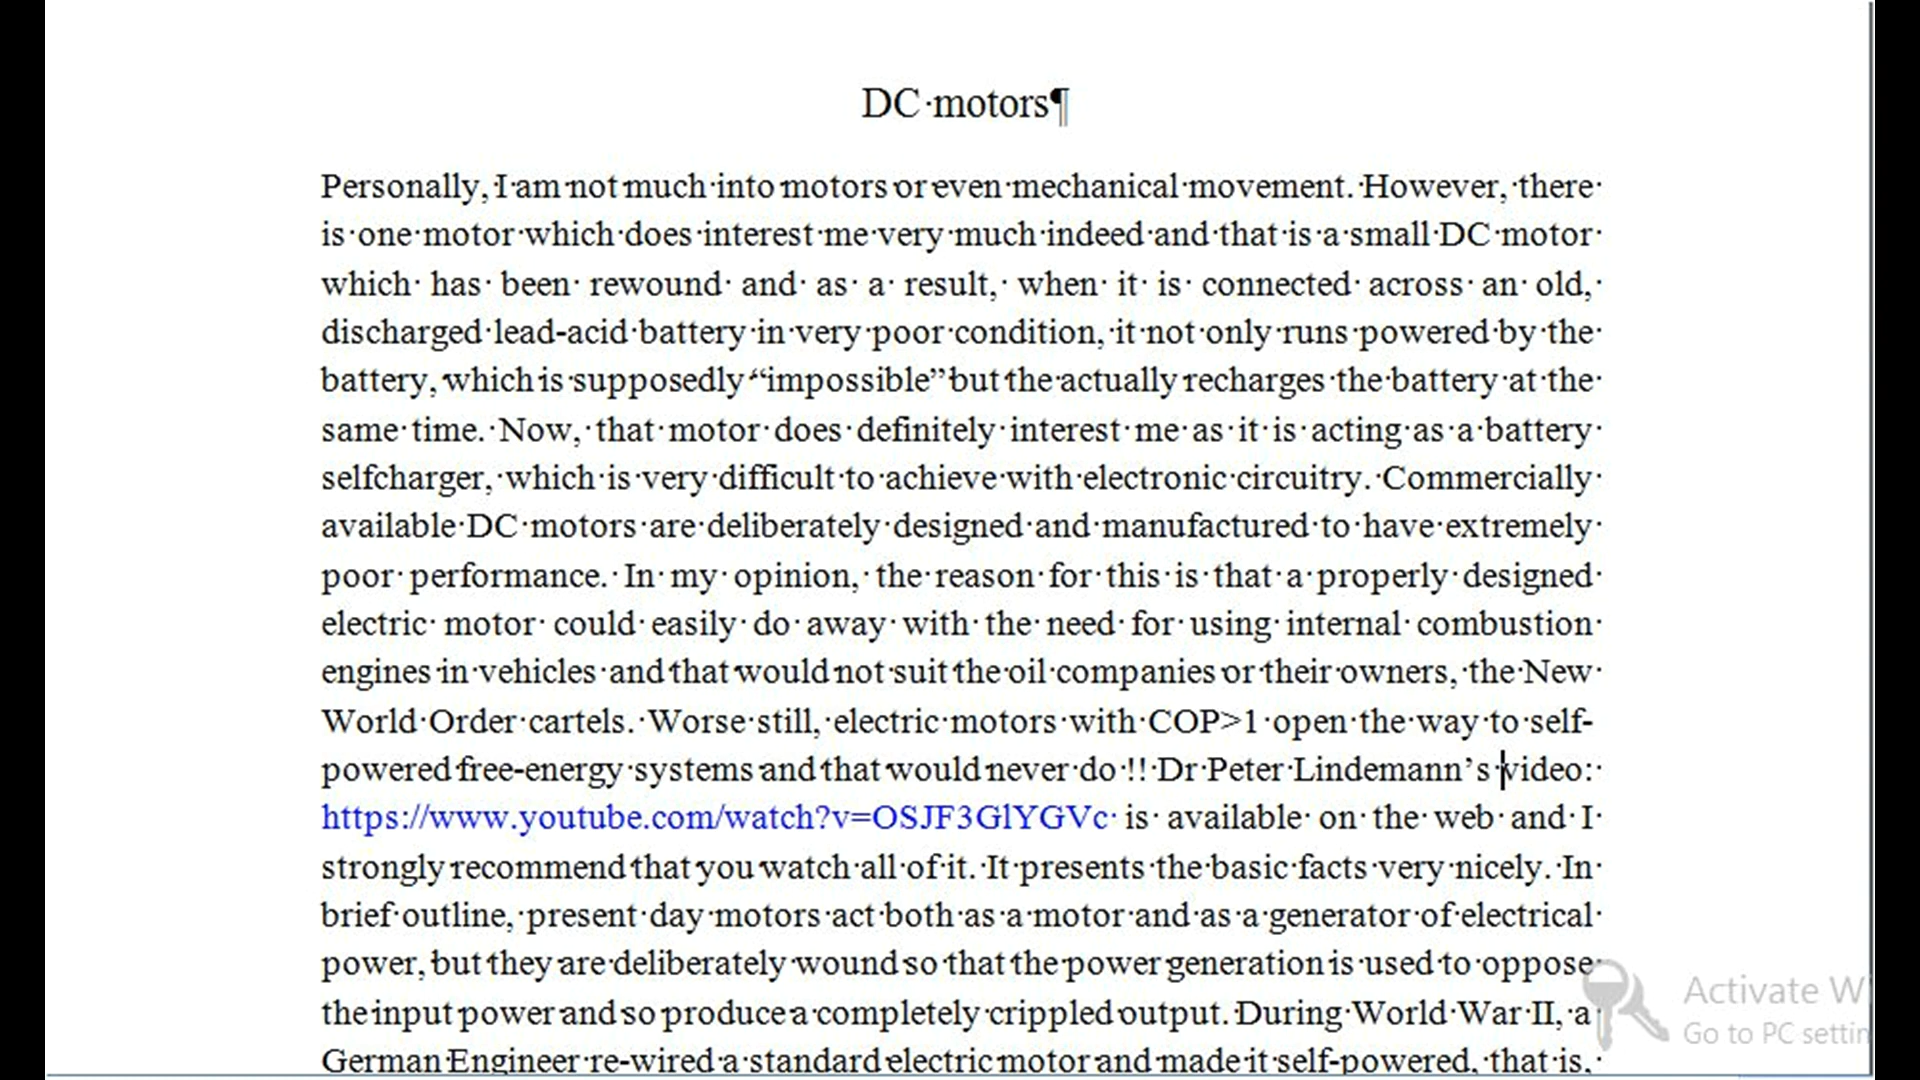 DC motors¶
Personally, I am not much into motors or even mechanical movement. However, there
is one motor which does interest me very much indeed and that is a small DC motor
which has been rewound and as a result, when it is connected across an old,
discharged lead-acid battery in very poor condition, it not only runs powered by the
battery, which is supposedly “impossible” but the actually recharges the battery at the
same time. Now, that motor does definitely interest me as it is acting as a battery
selfcharger, which is very difficult to achieve with electronic circuitry. Commercially
available DC motors are deliberately designed and manufactured to have extremely
poor performance. In my opinion, the reason for this is that a properly designed
electric motor could easily do away with the need for using internal combustion
engines in vehicles and that would not suit the oil companies or their owners, the New
World Order cartels. Worse still, electric motors with COP>1 open the way to self-
powered free-energy systems and that would never do !! Dr Peter Lindemann’s video:
https://www.youtube.com/watch?v=OSJF3GlYGVc is available on the web and I
strongly recommend that you watch all of it. It presents the basic facts very nicely. In
brief outline, present day motors act both as a motor and as a generator of electrical
power, but they are deliberately wound so that the power generation is used to oppose
the input power and so produce a completely crippled output. During World War II, a
German Engineer re-wired a standard electric motor and made it self-powered, that is,
Activate W
Go to PC settin